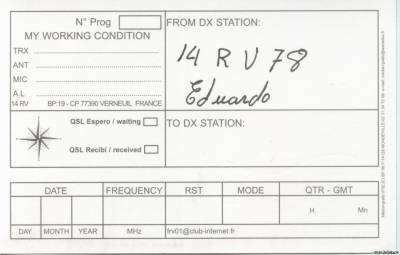 N° Prog
MY WORKING CONDITION
TRX
ANT
MIC
A.L
14 RV BP:19 - CP 77390 VERNEUIL FRANCE
FROM DX STATION:
14 R V 78
Eduardo
QSL Espero / waiting
QSL Recibí / received
TO DX STATION:
DATE FREQUENCY RST MODE QTR - GMT
H Mn
DAY MONTH YEAR MHz frv01@club-internet.fr